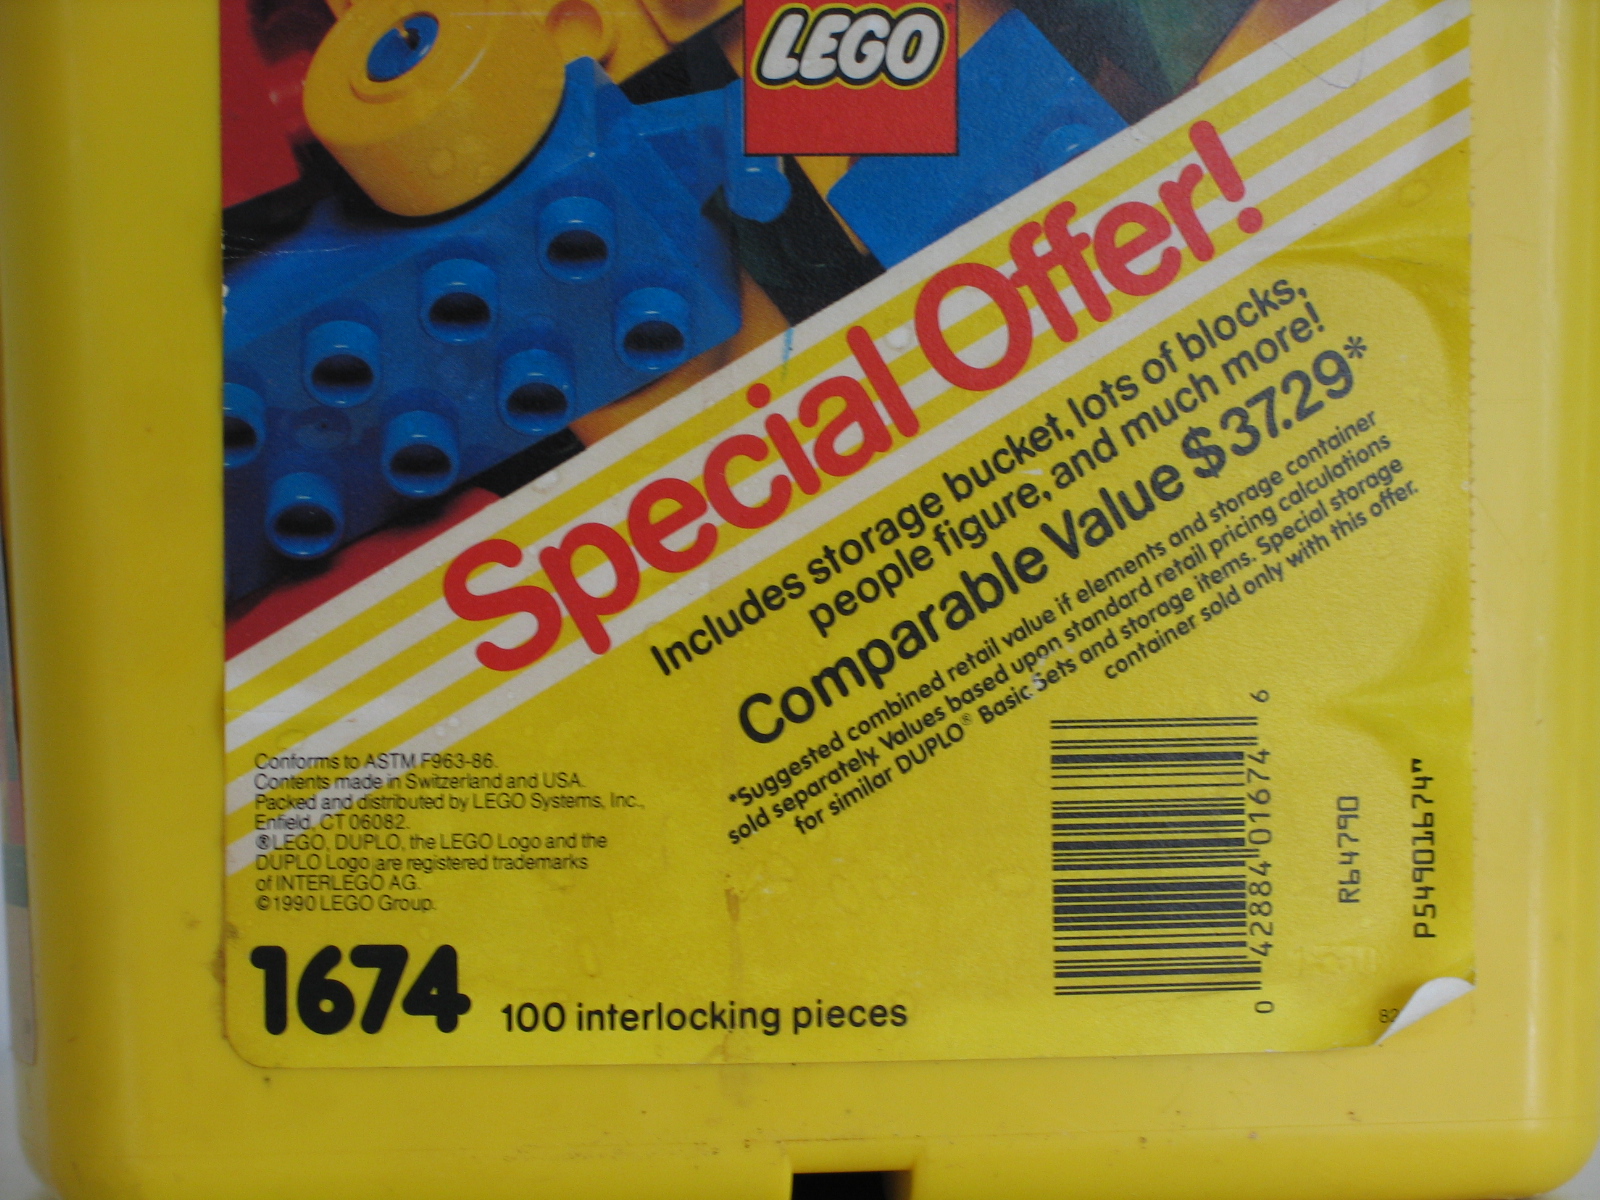 LEGO
Special Offer!
Includes storage bucket, lots of blocks,
people figure, and much more!
Comparable Value $37.29*
*Suggested combined retail value if elements and storage container
sold separately. Values based upon standard retail pricing calculations
for similar DUPLO® Basic Sets and storage items. Special storage
container sold only with this offer.
Conforms to ASTM F963-86.
Contents made in Switzerland and USA.
Packed and distributed by LEGO Systems, Inc.,
Enfield, CT 06082.
®LEGO, DUPLO, the LEGO Logo and the
DUPLO Logo are registered trademarks
of INTERLEGO AG.
©1990 LEGO Group.
1674 100 interlocking pieces
0 42884 01674 6
R64790
P54901674"